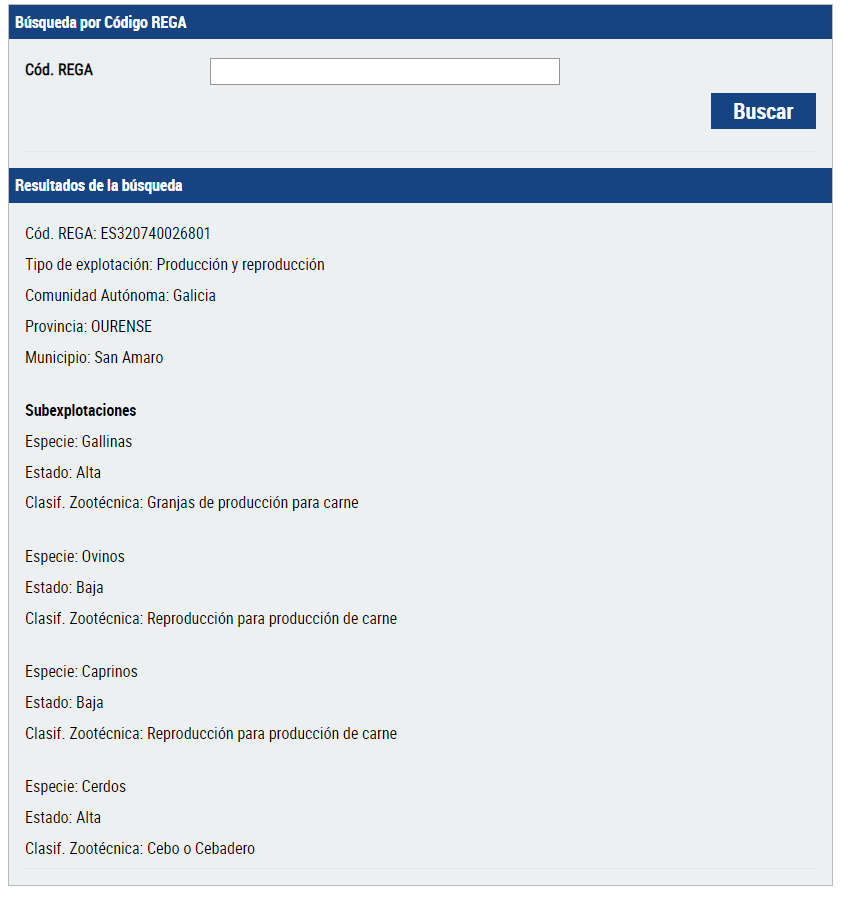 Búsqueda por Código REGA
Cód. REGA
Buscar
Resultados de la búsqueda
Cód. REGA: ES320740026801
Tipo de explotación: Producción y reproducción
Comunidad Autónoma: Galicia
Provincia: OURENSE
Municipio: San Amaro
Subexplotaciones
Especie: Gallinas
Estado: Alta
Clasif. Zootécnica: Granjas de producción para carne
Especie: Ovinos
Estado: Baja
Clasif. Zootécnica: Reproducción para producción de carne
Especie: Caprinos
Estado: Baja
Clasif. Zootécnica: Reproducción para producción de carne
Especie: Cerdos
Estado: Alta
Clasif. Zootécnica: Cebo o Cebadero